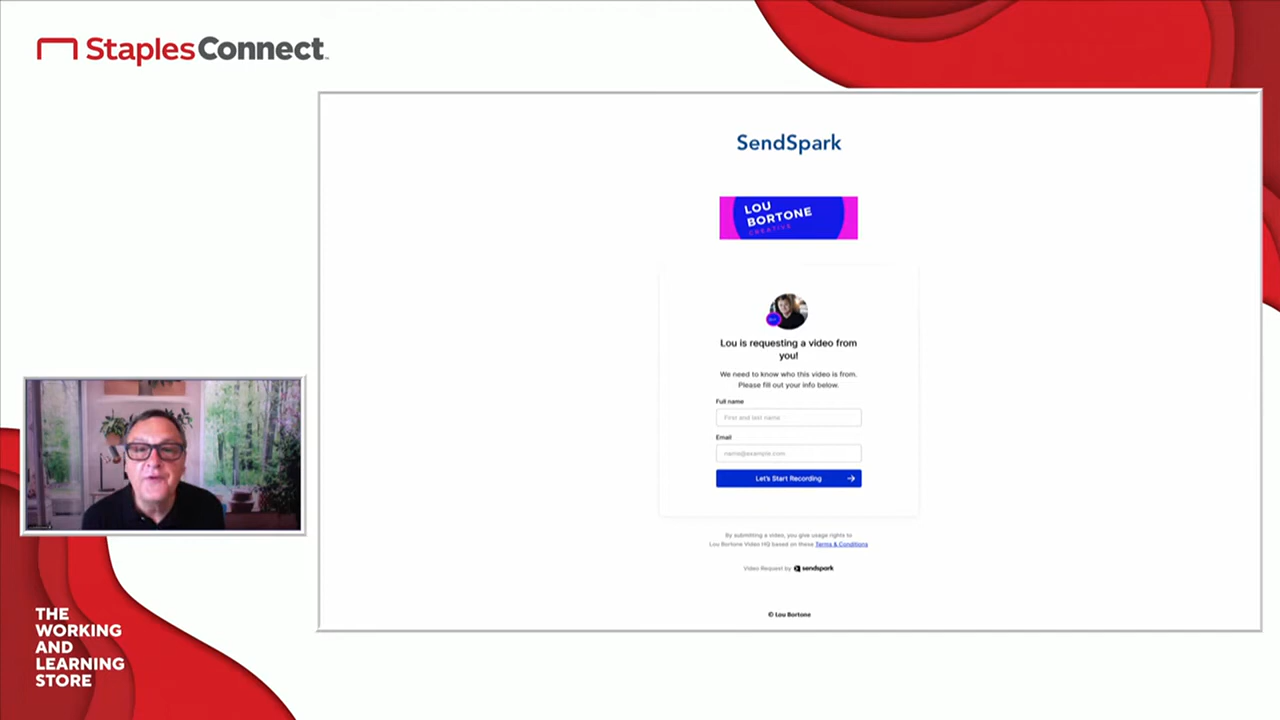 StaplesConnect™
SendSpark
LOU
BORTONE
CREATIVE
Lou is requesting a video from
you!
We need to know who this video is from.
Please fill out your info below.
Full name
First and last name
Email
name@example.com
Let's Start Recording
By submitting a video, you give usage rights to
Lou Bortone Video HQ based on these Terms & Conditions
Video Request by sendspark
© Lou Bortone
THE
WORKING
AND
LEARNING
STORE